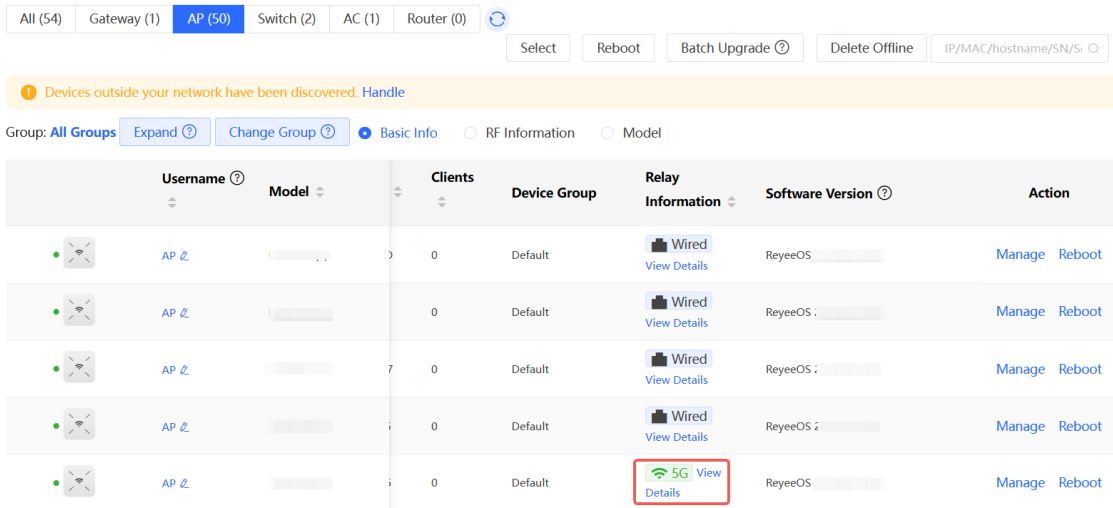 All (54) Gateway (1) AP (50) Switch (2) AC (1) Router (0)
Select Reboot Batch Upgrade ? Delete Offline IP/MAC/hostname/SN/S
! Devices outside your network have been discovered. Handle
Group: All Groups Expand ? Change Group ? Basic Info RF Information Model
Username ? Model Clients Device Group Relay Information Software Version ? Action
AP 0 Default Wired ReyeeOS Manage Reboot
View Details
AP 0 Default Wired ReyeeOS 2 Manage Reboot
View Details
AP 7 0 Default Wired ReyeeOS 2 Manage Reboot
View Details
AP 0 Default Wired ReyeeOS 2 Manage Reboot
View Details
AP 0 Default 5G View ReyeeOS Manage Reboot
Details